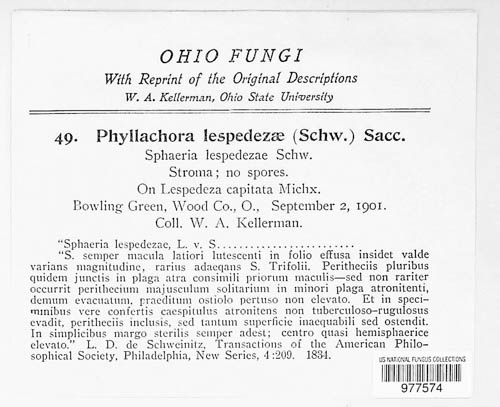 OHIO FUNGI
With Reprint of the Original Descriptions
W. A. Kellerman, Ohio State University
49. Phyllachora lespedezæ (Schw.) Sacc.
Sphaeria lespedezae Schw.
Stroma; no spores.
On Lespedeza capitata Michx.
Bowling Green, Wood Co., O., September 2, 1901.
Coll. W. A. Kellerman.
"Sphaeria lespedezae, L. v. S.......................
"S. semper macula latiori lutescenti in folio effusa insidet valde
varians magnitudine, rarius adaeqans S. Trifolii. Peritheciis pluribus
quidem junctis in plaga atra consimili priorum maculis—sed non rariter
occurrit perithecium majusculum solitarium in minori plaga atronitenti,
demum evacuatum, praeditum ostiolo pertuso non elevato. Et in speci-
minibus vere confertis caespitulus atronitens non tuberculoso-rugulosus
evadit, peritheciis inclusis, sed tantum superficie inaequabili sed ostendit.
In simplicibus margo sterilis semper adest; centro quasi hemisphaerice
elevato." L. D. de Schweinitz, Transactions of the American Philo-
sophical Society, Philadelphia, New Series, 4:209. 1834.
US NATIONAL FUNGUS COLLECTIONS
977574